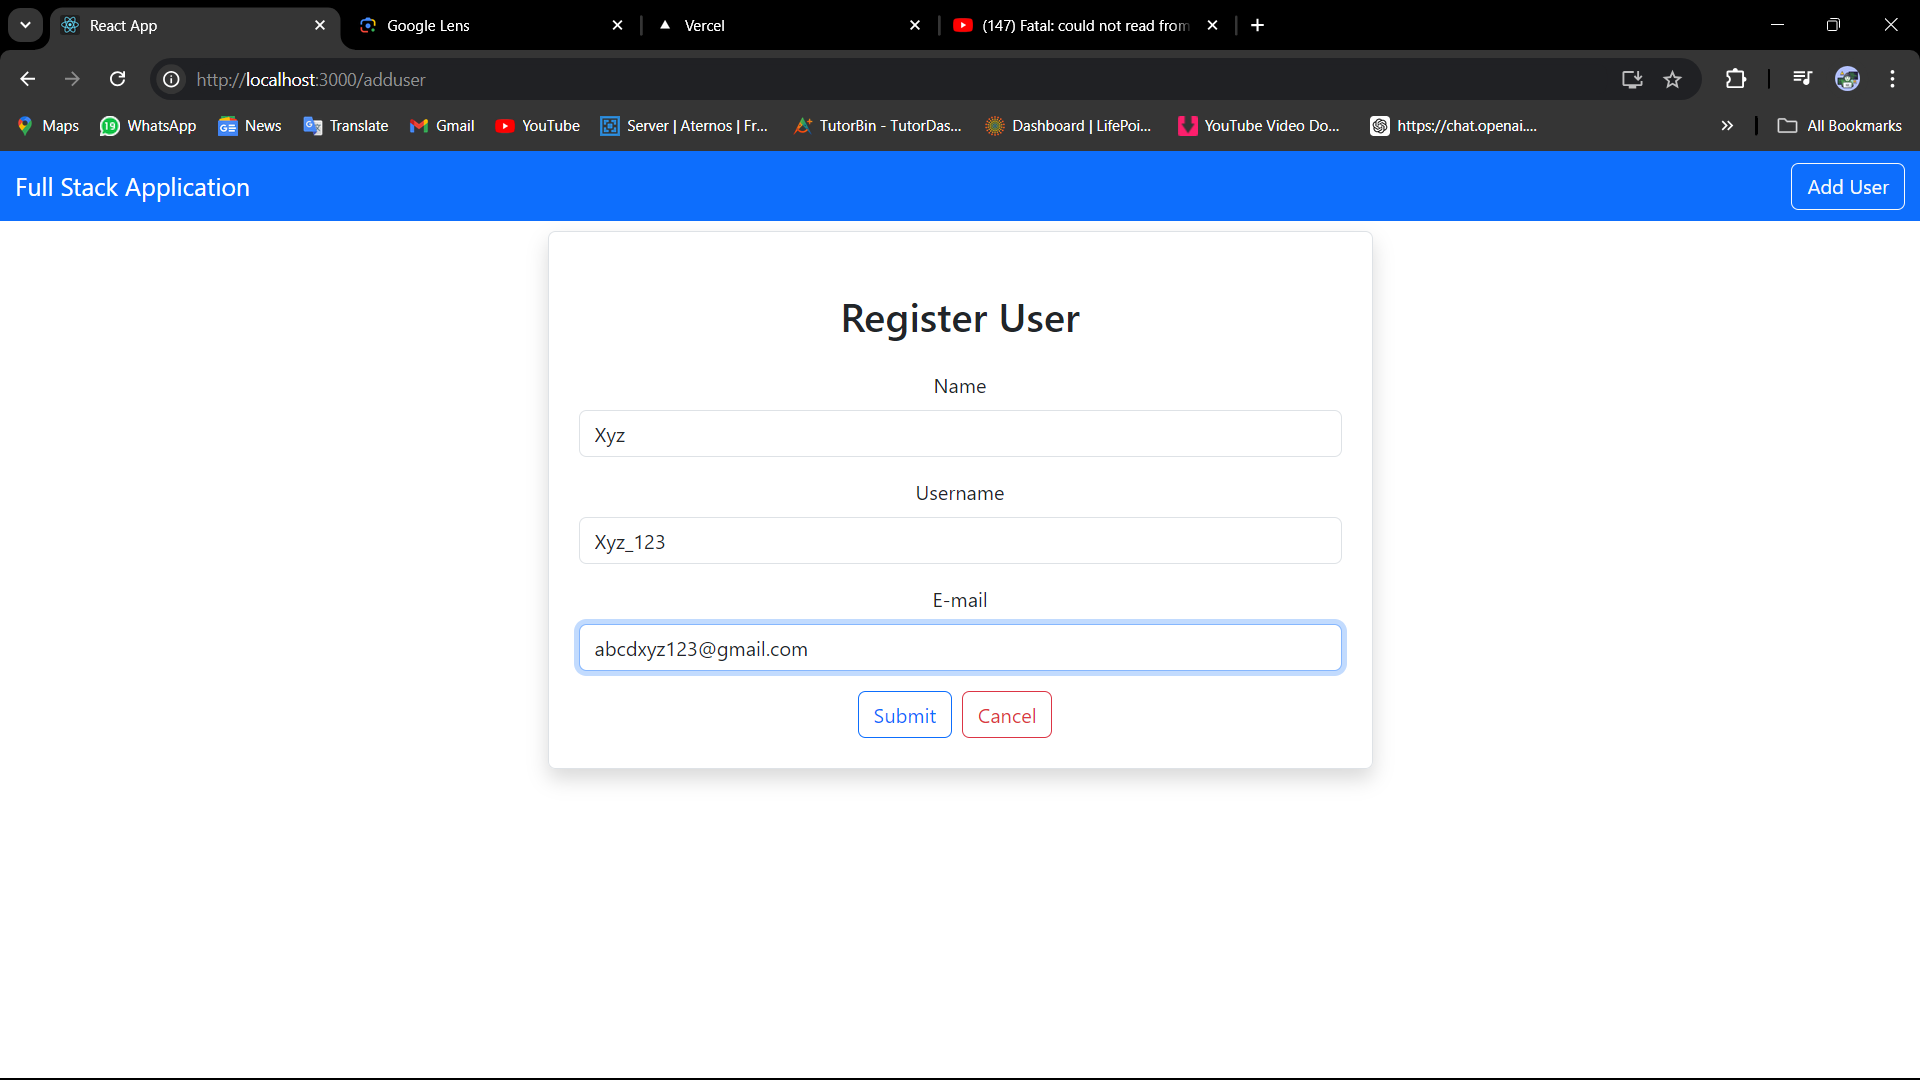 React App
Google Lens
Vercel
(147) Fatal: could not read from
http://localhost:3000/adduser
Maps
19
WhatsApp
News
Translate
Gmail
YouTube
Server | Aternos | Fr...
TutorBin - TutorDas...
Dashboard | LifePoi...
YouTube Video Do...
https://chat.openai....
All Bookmarks
Full Stack Application
Add User
Register User
Name
Xyz
Username
Xyz_123
E-mail
abcdxyz123@gmail.com
Submit
Cancel